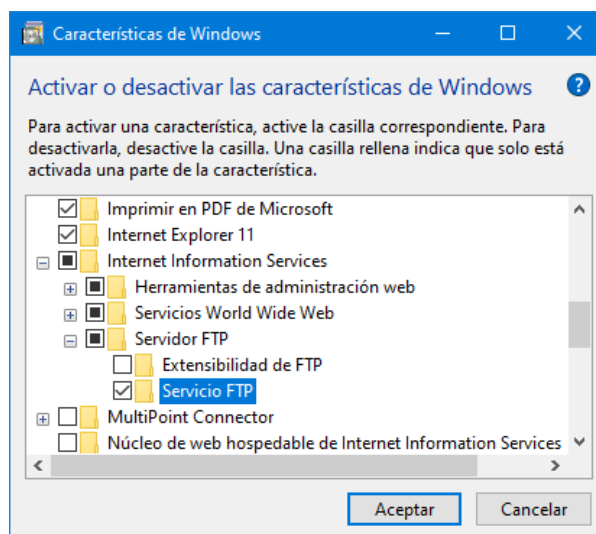 Características de Windows
Activar o desactivar las características de Windows
Para activar una característica, active la casilla correspondiente. Para
desactivarla, desactive la casilla. Una casilla rellena indica que solo está
activada una parte de la característica.
Imprimir en PDF de Microsoft
Internet Explorer 11
Internet Information Services
Herramientas de administración web
Servicios World Wide Web
Servidor FTP
Extensibilidad de FTP
Servicio FTP
MultiPoint Connector
Núcleo de web hospedable de Internet Information Services
Aceptar Cancelar